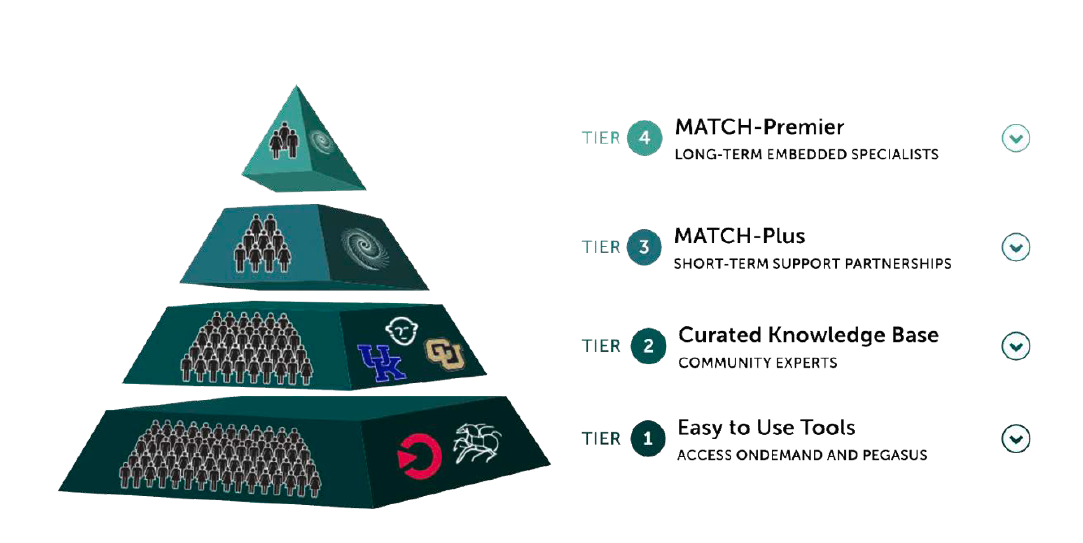 TIER 4 MATCH-Premier
LONG-TERM EMBEDDED SPECIALISTS
TIER 3 MATCH-Plus
SHORT-TERM SUPPORT PARTNERSHIPS
UK CU
TIER 2 Curated Knowledge Base
COMMUNITY EXPERTS
TIER 1 Easy to Use Tools
ACCESS ONDEMAND AND PEGASUS